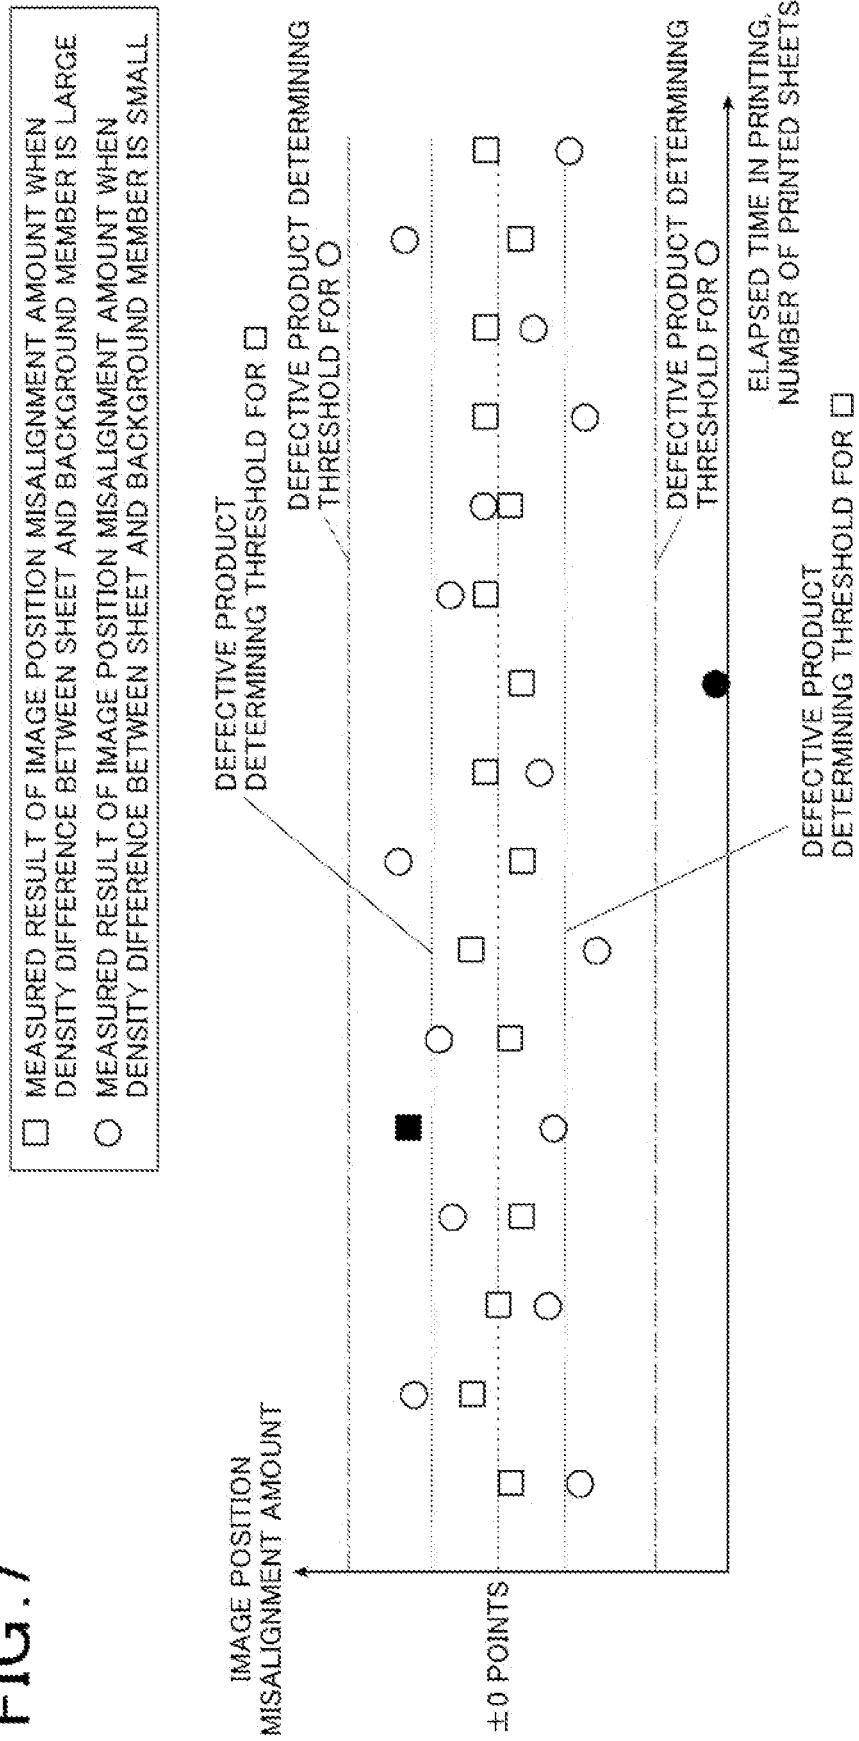 FIG. 7
□ MEASURED RESULT OF IMAGE POSITION MISALIGNMENT AMOUNT WHEN
DENSITY DIFFERENCE BETWEEN SHEET AND BACKGROUND MEMBER IS LARGE
○ MEASURED RESULT OF IMAGE POSITION MISALIGNMENT AMOUNT WHEN
DENSITY DIFFERENCE BETWEEN SHEET AND BACKGROUND MEMBER IS SMALL
IMAGE POSITION
MISALIGNMENT AMOUNT
DEFECTIVE PRODUCT
DETERMINING THRESHOLD FOR □
DEFECTIVE PRODUCT DETERMINING
THRESHOLD FOR ○
±0 POINTS
DEFECTIVE PRODUCT DETERMINING
THRESHOLD FOR ○
ELAPSED TIME IN PRINTING,
NUMBER OF PRINTED SHEETS
DEFECTIVE PRODUCT
DETERMINING THRESHOLD FOR □